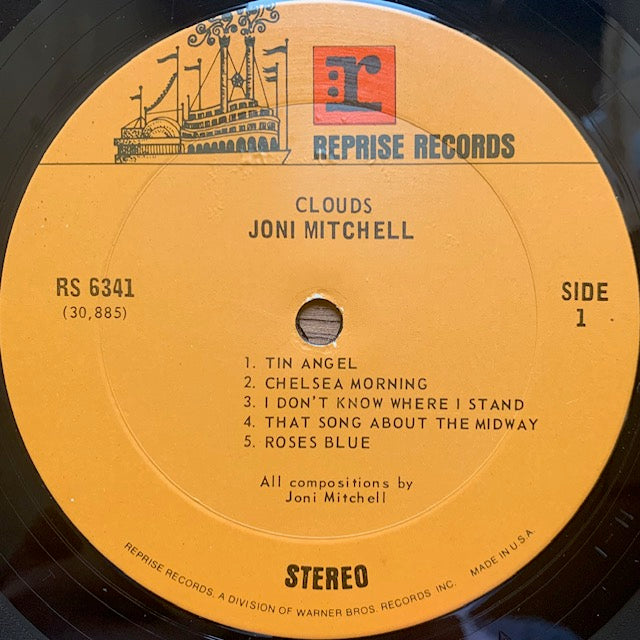 r
REPRISE RECORDS
CLOUDS
JONI MITCHELL
RS 6341
(30,885)
SIDE
1
1. TIN ANGEL
2. CHELSEA MORNING
3. I DON'T KNOW WHERE I STAND
4. THAT SONG ABOUT THE MIDWAY
5. ROSES BLUE
All compositions by
Joni Mitchell
STEREO
REPRISE RECORDS, A DIVISION OF WARNER BROS. RECORDS INC. MADE IN U.S.A.